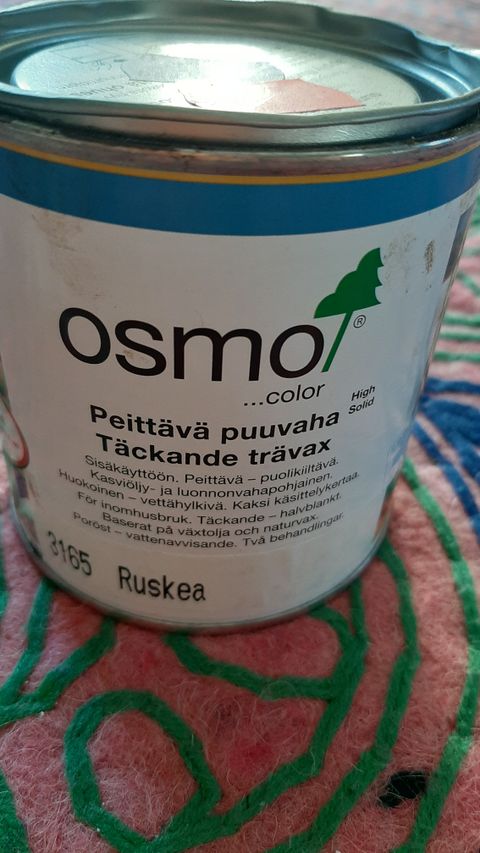 osmo®
...color
High
Solid
Peittävä puuvaha
Täckande trävax
Sisäkäyttöön. Peittävä – puolikiiltävä.
Kasviöljy- ja luonnonvahapohjainen.
Huokoinen – vettähylkivä. Kaksi käsittelykertaa.
För inomhusbruk. Täckande – halvblankt.
Baserat på växtolja och naturvax.
Poröst – vattenavvisande. Två behandlingar.
3165 Ruskea